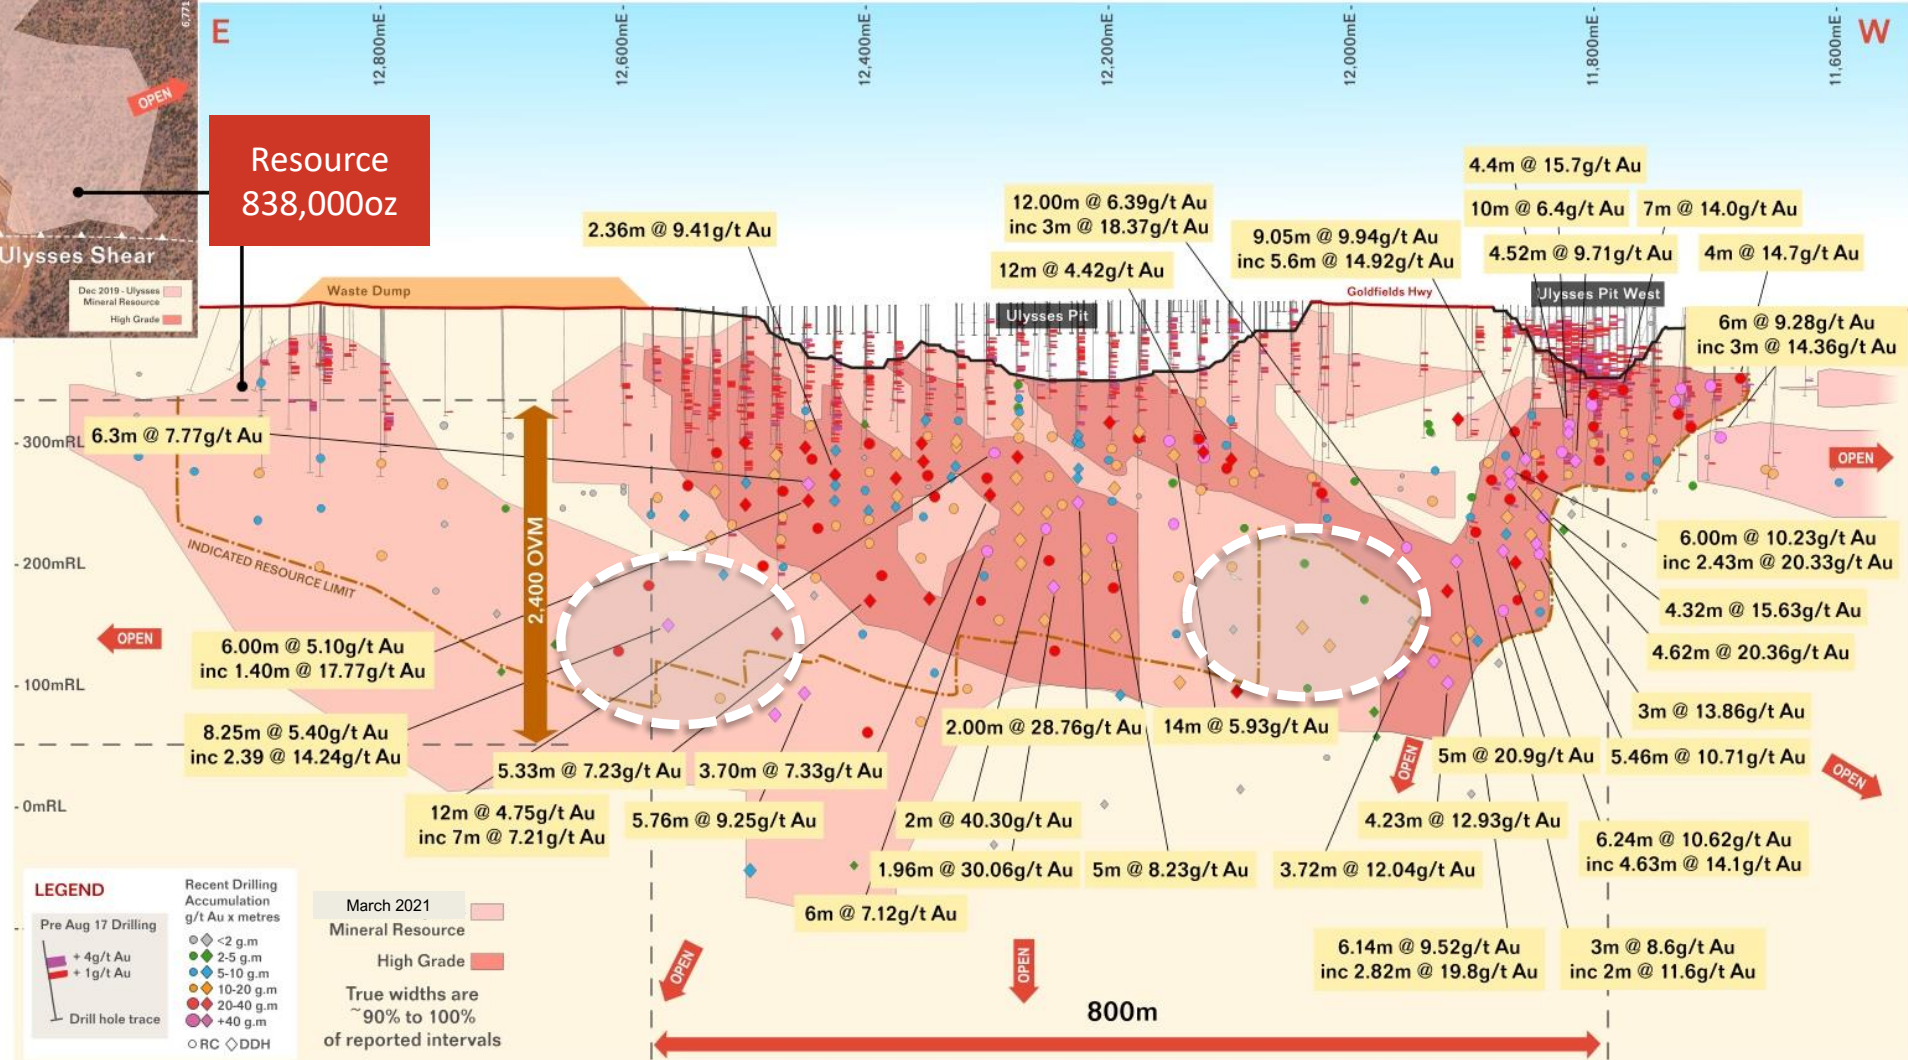 6,771
E
12,800mE
12,600mE
12,400mE
12,200mE
12,000mE
11,800mE
11,600mE
W
OPEN
Resource
838,000oz
Ulysses Shear
Dec 2019 - Ulysses
Mineral Resource
High Grade
Waste Dump
2.36m @ 9.41g/t Au
12.00m @ 6.39g/t Au
inc 3m @ 18.37g/t Au
12m @ 4.42g/t Au
9.05m @ 9.94g/t Au
inc 5.6m @ 14.92g/t Au
4.4m @ 15.7g/t Au
10m @ 6.4g/t Au
7m @ 14.0g/t Au
4.52m @ 9.71g/t Au
4m @ 14.7g/t Au
Goldfields Hwy
Ulysses Pit West
Ulysses Pit
6m @ 9.28g/t Au
inc 3m @ 14.36g/t Au
6.3m @ 7.77g/t Au
- 300mRL
OPEN
2,400 OVM
INDICATED RESOURCE LIMIT
- 200mRL
6.00m @ 10.23g/t Au
inc 2.43m @ 20.33g/t Au
4.32m @ 15.63g/t Au
OPEN
6.00m @ 5.10g/t Au
inc 1.40m @ 17.77g/t Au
4.62m @ 20.36g/t Au
- 100mRL
8.25m @ 5.40g/t Au
inc 2.39 @ 14.24g/t Au
2.00m @ 28.76g/t Au
14m @ 5.93g/t Au
3m @ 13.86g/t Au
5.33m @ 7.23g/t Au
3.70m @ 7.33g/t Au
OPEN
5m @ 20.9g/t Au
5.46m @ 10.71g/t Au
OPEN
- 0mRL
12m @ 4.75g/t Au
inc 7m @ 7.21g/t Au
5.76m @ 9.25g/t Au
2m @ 40.30g/t Au
4.23m @ 12.93g/t Au
6.24m @ 10.62g/t Au
inc 4.63m @ 14.1g/t Au
1.96m @ 30.06g/t Au
5m @ 8.23g/t Au
3.72m @ 12.04g/t Au
6m @ 7.12g/t Au
6.14m @ 9.52g/t Au
inc 2.82m @ 19.8g/t Au
3m @ 8.6g/t Au
inc 2m @ 11.6g/t Au
OPEN
OPEN
800m
LEGEND
Pre Aug 17 Drilling
+ 4g/t Au
+ 1g/t Au
Drill hole trace
Recent Drilling
Accumulation
g/t Au x metres
<2 g.m
2-5 g.m
5-10 g.m
10-20 g.m
20-40 g.m
+40 g.m
RC DDH
March 2021
Mineral Resource
High Grade
True widths are
~90% to 100%
of reported intervals